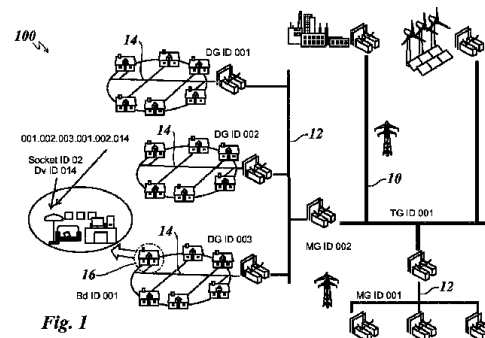 100
14
DG ID 001
12
001.002.003.001.002.014
Socket ID 02
Dv ID 014
14
DG ID 002
10
TG ID 001
14
DG ID 003
MG ID 002
16
12
Bd ID 001
MG ID 001
Fig. 1